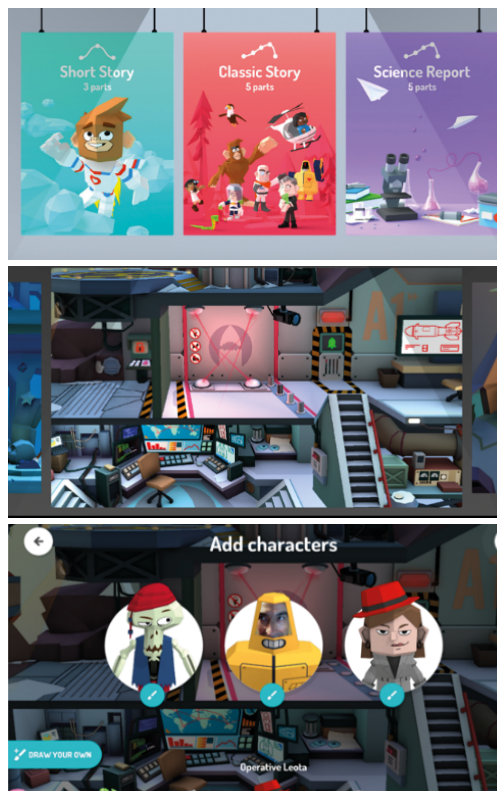 Short Story
3 parts
Classic Story
5 parts
Science Report
5 parts
A1
Add characters
DRAW YOUR OWN
Operative Leota